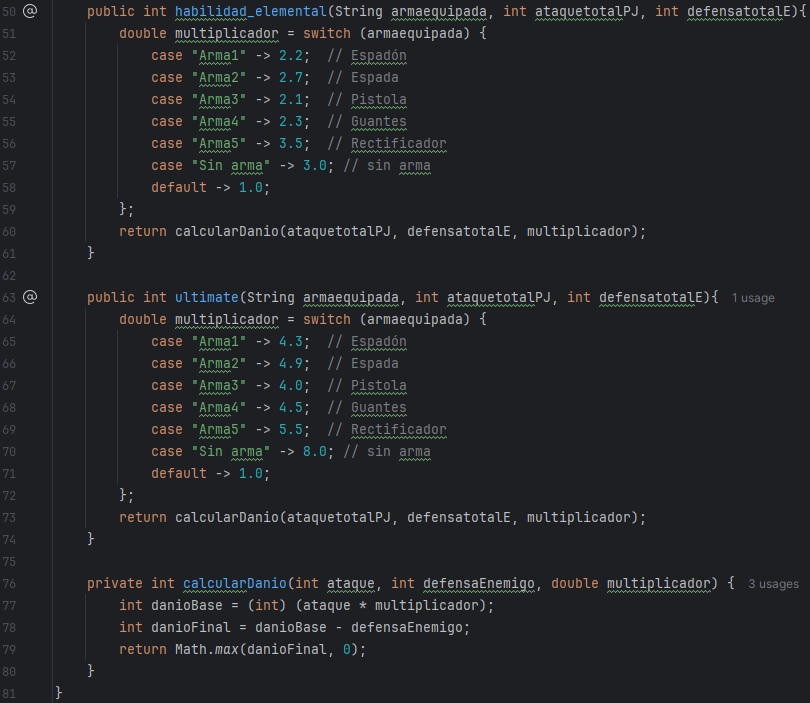 50 @ public int habilidad_elemental(String armaequipada, int ataquetotalPJ, int defensatotalE){
51 double multiplicador = switch (armaequipada) {
52 case "Arma1" -> 2.2; // Espadón
53 case "Arma2" -> 2.7; // Espada
54 case "Arma3" -> 2.1; // Pistola
55 case "Arma4" -> 2.3; // Guantes
56 case "Arma5" -> 3.5; // Rectificador
57 case "Sin arma" -> 3.0; // sin arma
58 default -> 1.0;
59 };
60 return calcularDanio(ataquetotalPJ, defensatotalE, multiplicador);
61 }
62
63 @ public int ultimate(String armaequipada, int ataquetotalPJ, int defensatotalE){ 1 usage
64 double multiplicador = switch (armaequipada) {
65 case "Arma1" -> 4.3; // Espadón
66 case "Arma2" -> 4.9; // Espada
67 case "Arma3" -> 4.0; // Pistola
68 case "Arma4" -> 4.5; // Guantes
69 case "Arma5" -> 5.5; // Rectificador
70 case "Sin arma" -> 8.0; // sin arma
71 default -> 1.0;
72 };
73 return calcularDanio(ataquetotalPJ, defensatotalE, multiplicador);
74 }
75
76 private int calcularDanio(int ataque, int defensaEnemigo, double multiplicador) { 3 usages
77 int danioBase = (int) (ataque * multiplicador);
78 int danioFinal = danioBase - defensaEnemigo;
79 return Math.max(danioFinal, 0);
80 }
81 }